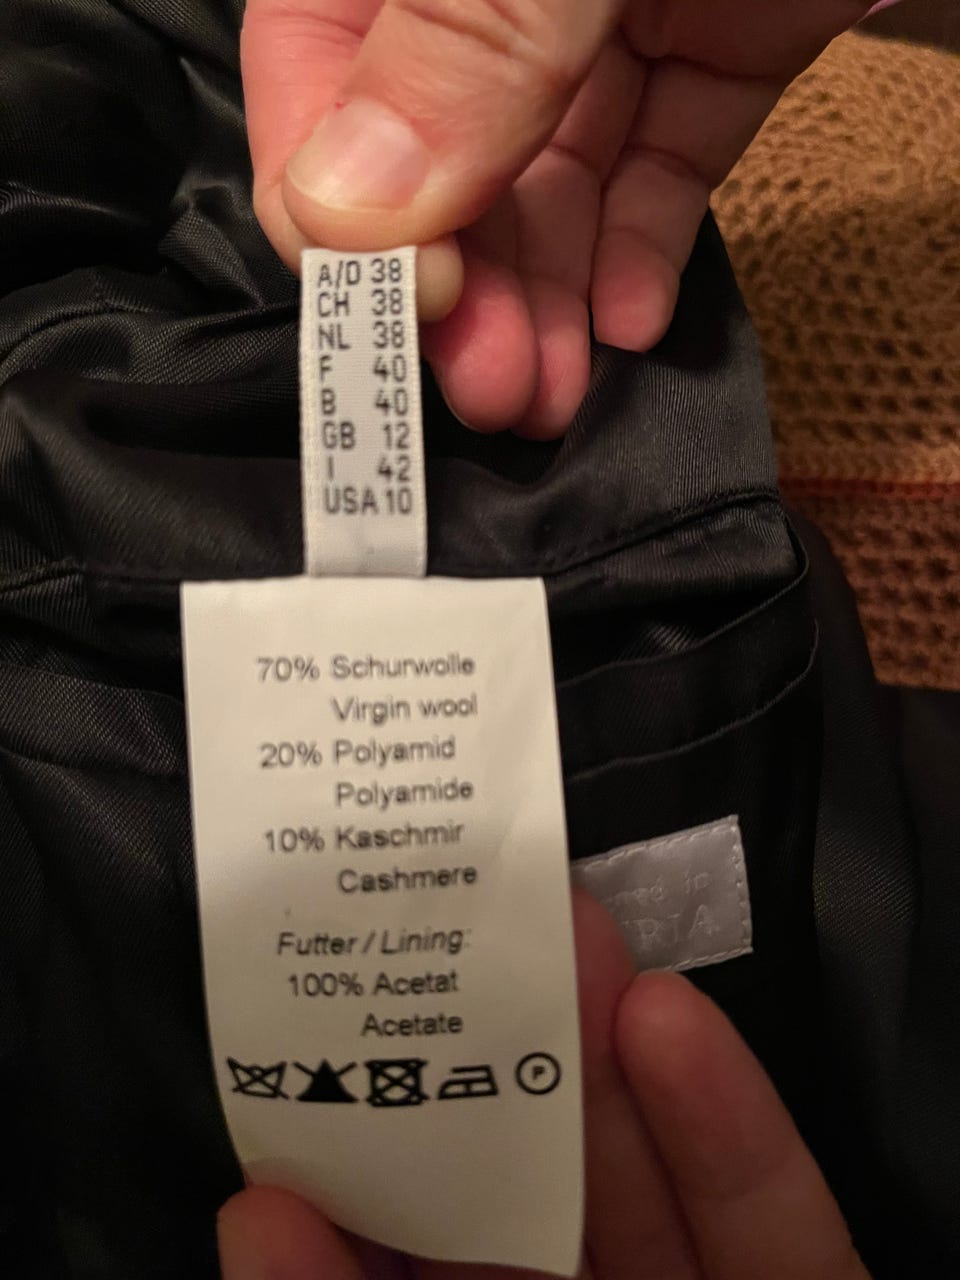 A/D 38
CH 38
NL 38
F 40
B 40
GB 12
I 42
USA 10
70% Schurwolle
Virgin wool
20% Polyamid
Polyamide
10% Kaschmir
Cashmere
Futter / Lining:
100% Acetat
Acetate
P
in